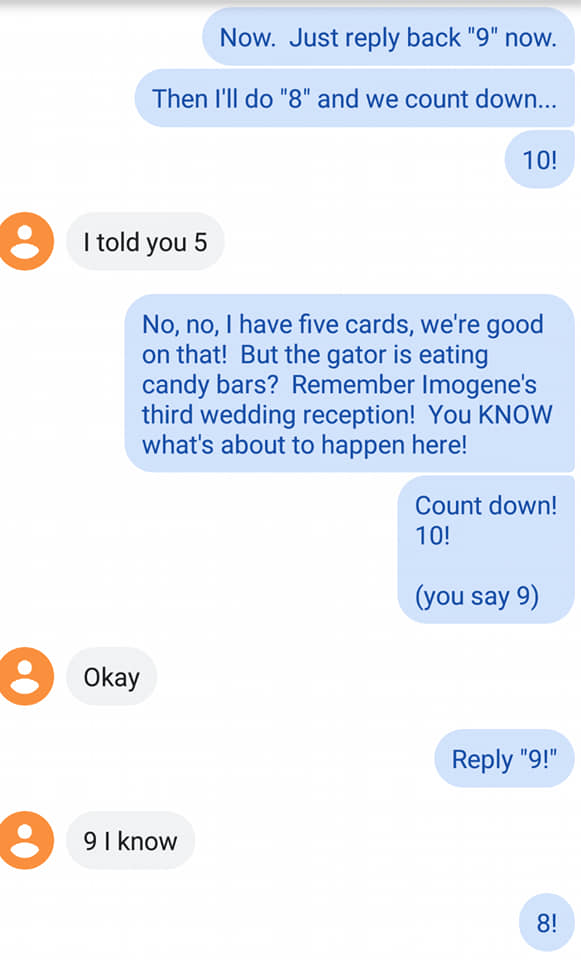 Now.  Just reply back "9" now.
Then I'll do "8" and we count down...
10!
I told you 5
No, no, I have five cards, we're good
on that!  But the gator is eating
candy bars?  Remember Imogene's
third wedding reception!  You KNOW
what's about to happen here!
Count down!
10!
(you say 9)
Okay
Reply "9!"
9 I know
8!